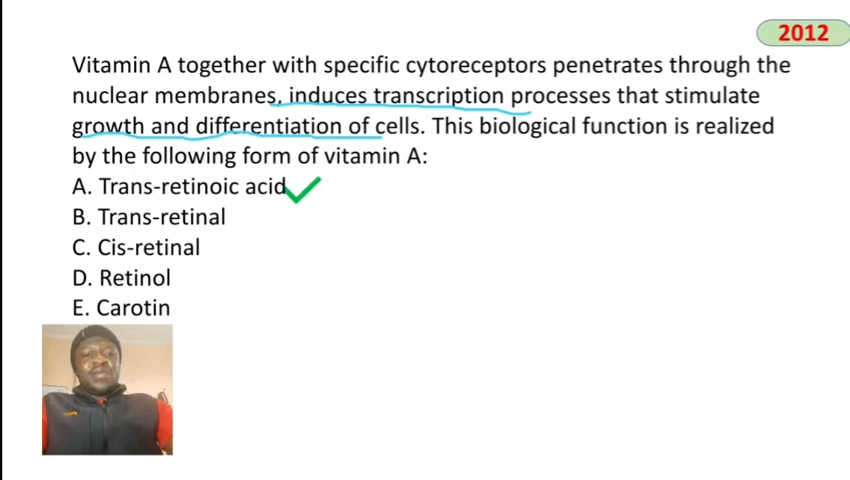 2012
Vitamin A together with specific cytoreceptors penetrates through the
nuclear membranes, induces transcription processes that stimulate
growth and differentiation of cells. This biological function is realized
by the following form of vitamin A:
A. Trans-retinoic acid
B. Trans-retinal
C. Cis-retinal
D. Retinol
E. Carotin